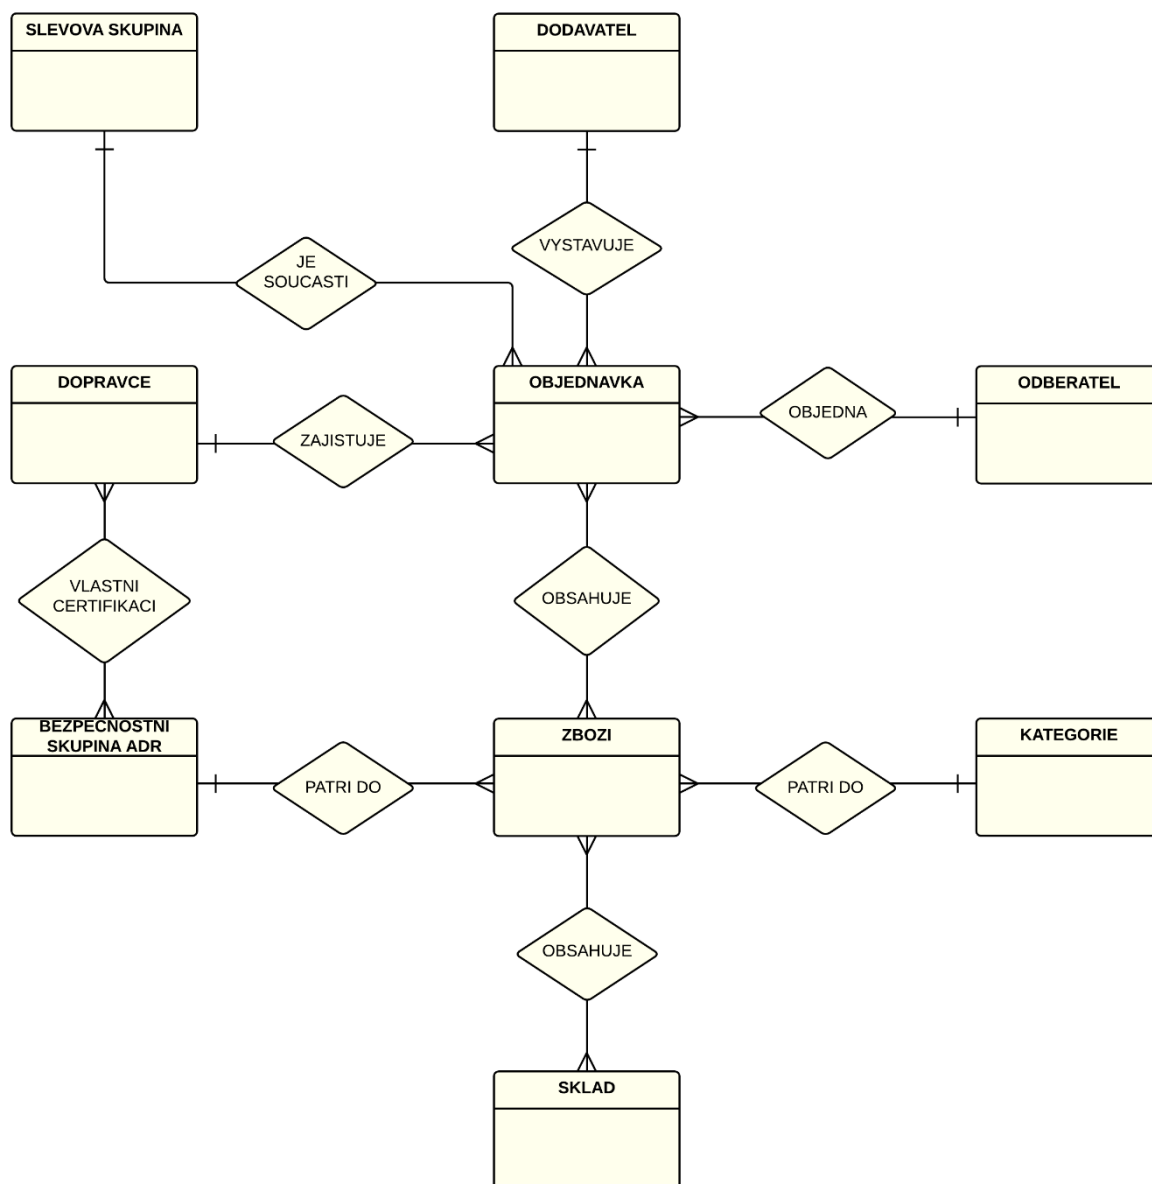 SLEVOVA SKUPINA
DODAVATEL
VYSTAVUJE
JE
SOUCASTI
DOPRAVCE
OBJEDNAVKA
ODBERATEL
ZAJISTUJE
OBJEDNA
VLASTNI
CERTIFIKACI
OBSAHUJE
BEZPECNOSTNI
SKUPINA ADR
ZBOZI
KATEGORIE
PATRI DO
PATRI DO
OBSAHUJE
SKLAD